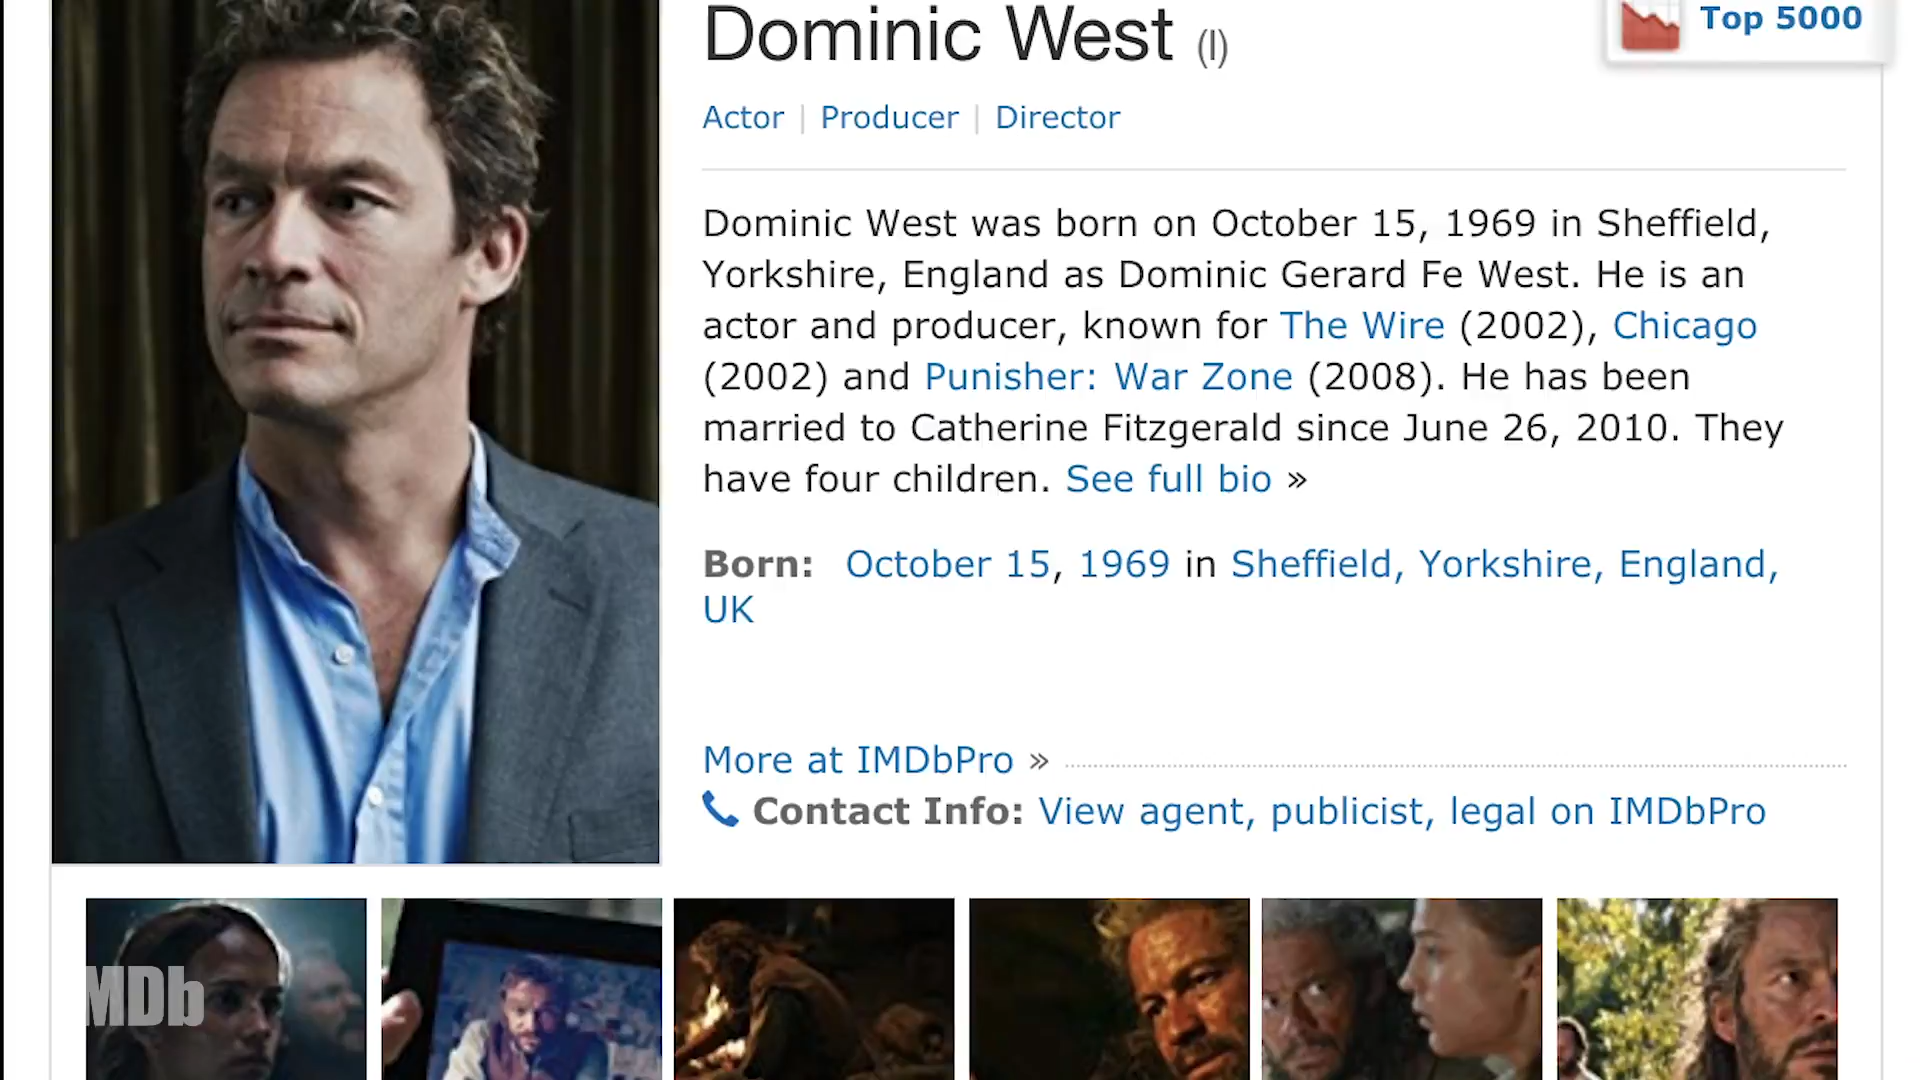 Dominic West (I)
Top 5000
Actor | Producer | Director
Dominic West was born on October 15, 1969 in Sheffield,
Yorkshire, England as Dominic Gerard Fe West. He is an
actor and producer, known for The Wire (2002), Chicago
(2002) and Punisher: War Zone (2008). He has been
married to Catherine Fitzgerald since June 26, 2010. They
have four children. See full bio »
Born: October 15, 1969 in Sheffield, Yorkshire, England,
UK
More at IMDbPro »
Contact Info: View agent, publicist, legal on IMDbPro
MDb